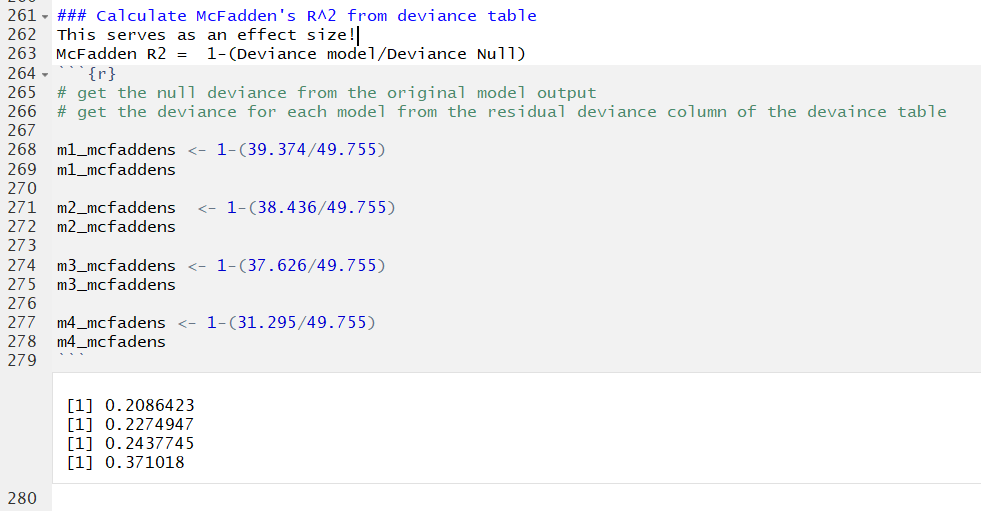 261 ### Calculate McFadden's R^2 from deviance table
262 This serves as an effect size!
263 McFadden R2 =  1-(Deviance model/Deviance Null)
264 ```{r}
265 # get the null deviance from the original model output
266 # get the deviance for each model from the residual deviance column of the devaince table
267
268 m1_mcfaddens <- 1-(39.374/49.755)
269 m1_mcfaddens
270
271 m2_mcfaddens  <- 1-(38.436/49.755)
272 m2_mcfaddens
273
274 m3_mcfaddens <- 1-(37.626/49.755)
275 m3_mcfaddens
276
277 m4_mcfadens <- 1-(31.295/49.755)
278 m4_mcfadens
279 ```
[1] 0.2086423
[1] 0.2274947
[1] 0.2437745
[1] 0.371018
280